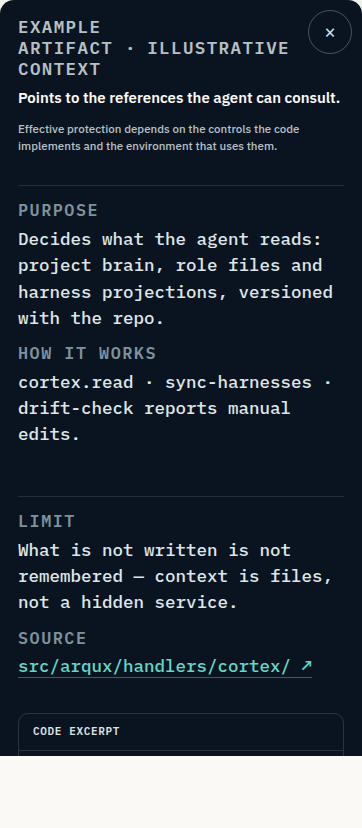 EXAMPLE
ARTIFACT · ILLUSTRATIVE
CONTEXT
×
Points to the references the agent can consult.
Effective protection depends on the controls the code
implements and the environment that uses them.
PURPOSE
Decides what the agent reads:
project brain, role files and
harness projections, versioned
with the repo.
HOW IT WORKS
cortex.read · sync-harnesses ·
drift-check reports manual
edits.
LIMIT
What is not written is not
remembered — context is files,
not a hidden service.
SOURCE
src/arqux/handlers/cortex/ ↗
CODE EXCERPT